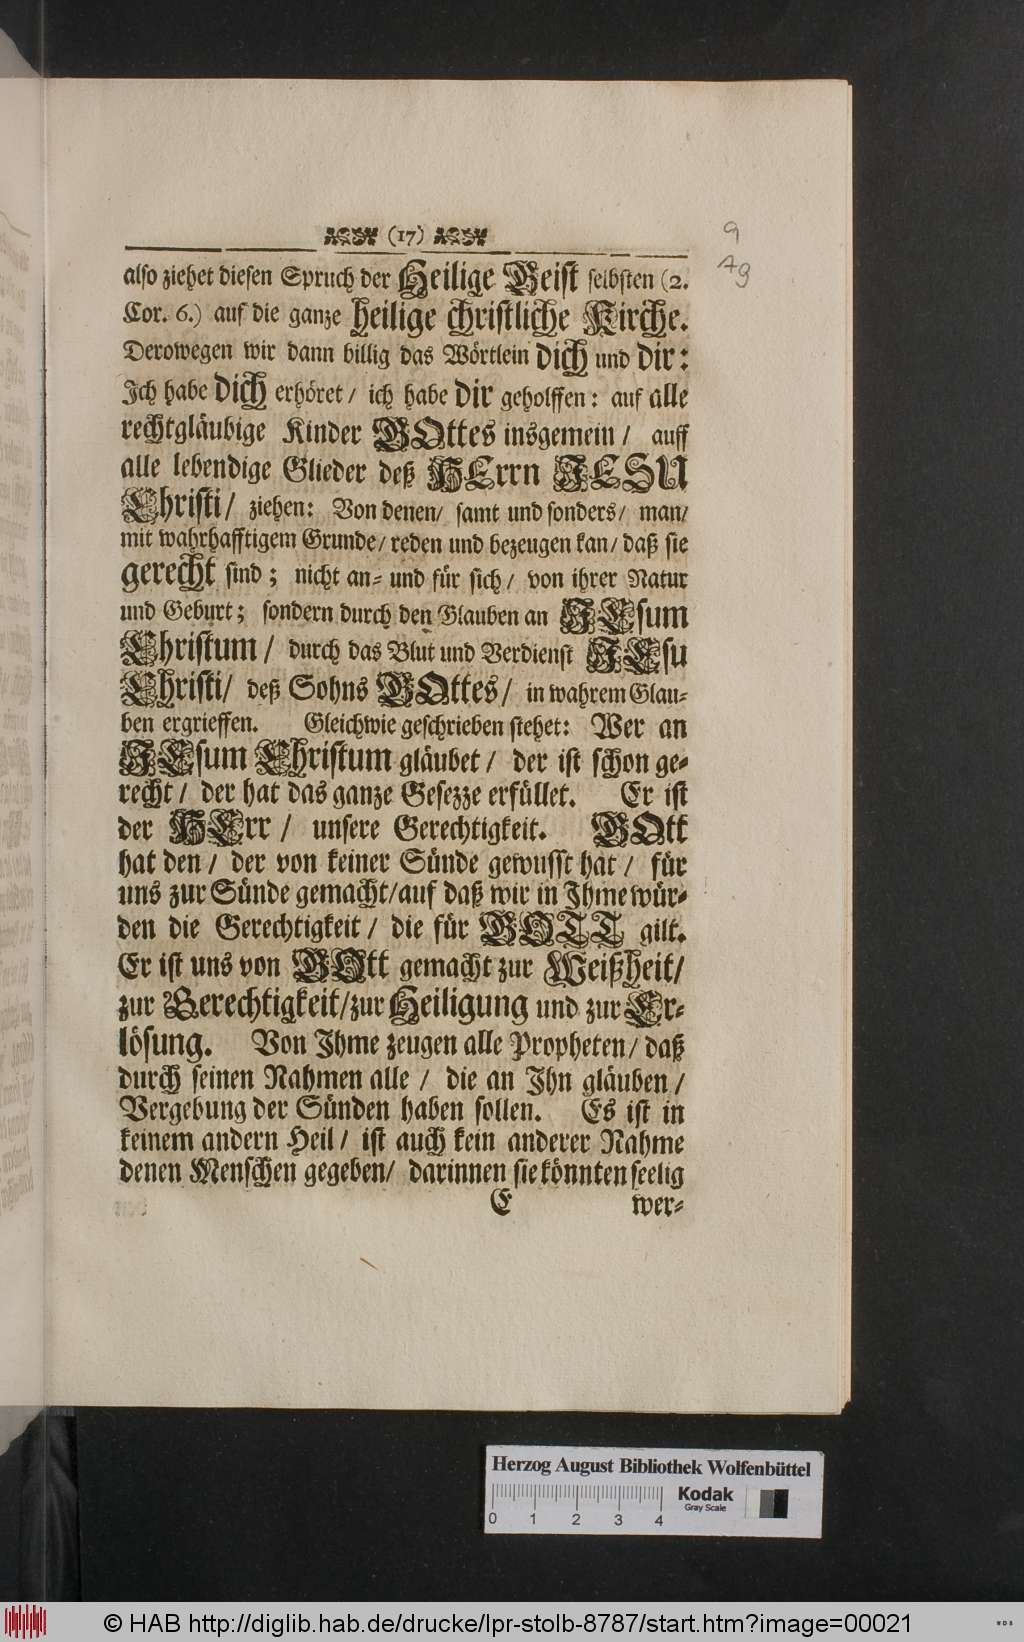 (17)
9
A9
also ziehet diesen Spruch der Heilige Geist selbsten (2.
Cor. 6.) auf die ganze heilige christliche Kirche.
Derowegen wir dann billig das Wörtlein dich und dir:
Ich habe dich erhöret / ich habe dir geholffen: auf alle
rechtgläubige Kinder GOttes insgemein / auff
alle lebendige Glieder deß HErrn JESU
Christi / ziehen: Von denen / samt und sonders / man /
mit wahrhafftigem Grunde / reden und bezeugen kan / daß sie
gerecht sind; nicht an- und für sich / von ihrer Natur
und Geburt; sondern durch den Glauben an JEsum
Christum / durch das Blut und Verdienst JEsu
Christi / deß Sohns GOttes / in wahrem Glau-
ben ergrieffen. Gleichwie geschrieben stehet: Wer an
JEsum Christum gläubet / der ist schon ge-
recht / der hat das ganze Gesezze erfüllet. Er ist
der HErr / unsere Gerechtigkeit. GOtt
hat den / der von keiner Sünde gewusst hat / für
uns zur Sünde gemacht / auf daß wir in Ihme wür-
den die Gerechtigkeit / die für GOTT gilt.
Er ist uns von GOtt gemacht zur Weißheit /
zur Gerechtigkeit / zur Heiligung und zur Er-
lösung. Von Ihme zeugen alle Propheten / daß
durch seinen Nahmen alle / die an Ihn gläuben /
Vergebung der Sünden haben sollen. Es ist in
keinem andern Heil / ist auch kein anderer Nahme
denen Menschen gegeben / darinnen sie könnten seelig
E wer-
Herzog August Bibliothek Wolfenbüttel
0 1 2 3 4
Kodak
Gray Scale
© HAB http://diglib.hab.de/drucke/lpr-stolb-8787/start.htm?image=00021